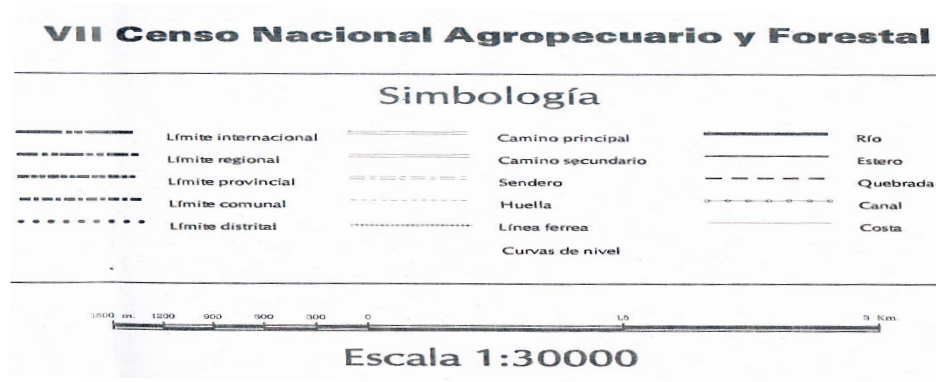 VII Censo Nacional Agropecuario y Forestal
Simbología
Límite internacional Camino principal Río
Límite regional Camino secundario Estero
Límite provincial Sendero Quebrada
Límite comunal Huella Canal
Límite distrital Línea ferrea Costa
Curvas de nivel
1500 m. 1200 900 900 300 0 1,5 3 Km.
Escala 1:30000